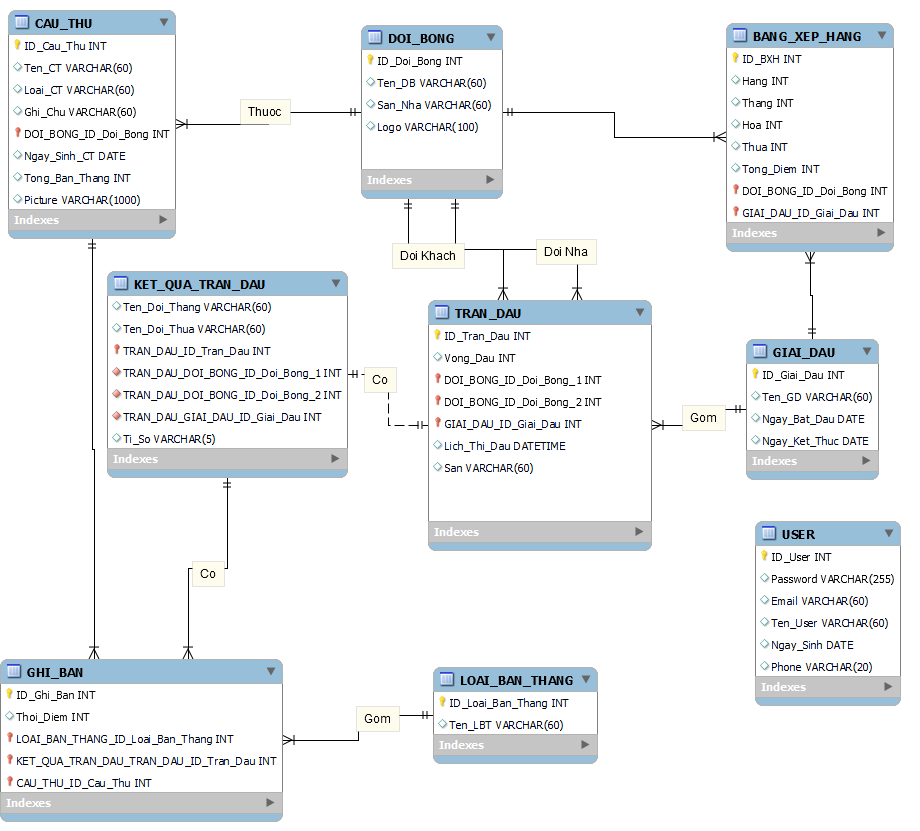 CAU_THU
ID_Cau_Thu INT
Ten_CT VARCHAR(60)
Loai_CT VARCHAR(60)
Ghi_Chu VARCHAR(60)
DOI_BONG_ID_Doi_Bong INT
Ngay_Sinh_CT DATE
Tong_Ban_Thang INT
Picture VARCHAR(1000)
Indexes
Thuoc
DOI_BONG
ID_Doi_Bong INT
Ten_DB VARCHAR(60)
San_Nha VARCHAR(60)
Logo VARCHAR(100)
Indexes
BANG_XEP_HANG
ID_BXH INT
Hang INT
Thang INT
Hoa INT
Thua INT
Tong_Diem INT
DOI_BONG_ID_Doi_Bong INT
GIAI_DAU_ID_Giai_Dau INT
Indexes
Doi Khach
Doi Nha
KET_QUA_TRAN_DAU
Ten_Doi_Thang VARCHAR(60)
Ten_Doi_Thua VARCHAR(60)
TRAN_DAU_ID_Tran_Dau INT
TRAN_DAU_DOI_BONG_ID_Doi_Bong_1 INT
TRAN_DAU_DOI_BONG_ID_Doi_Bong_2 INT
TRAN_DAU_GIAI_DAU_ID_Giai_Dau INT
Ti_So VARCHAR(5)
Indexes
Co
TRAN_DAU
ID_Tran_Dau INT
Vong_Dau INT
DOI_BONG_ID_Doi_Bong_1 INT
DOI_BONG_ID_Doi_Bong_2 INT
GIAI_DAU_ID_Giai_Dau INT
Lich_Thi_Dau DATETIME
San VARCHAR(60)
Indexes
Gom
GIAI_DAU
ID_Giai_Dau INT
Ten_GD VARCHAR(60)
Ngay_Bat_Dau DATE
Ngay_Ket_Thuc DATE
Indexes
USER
ID_User INT
Password VARCHAR(255)
Email VARCHAR(60)
Ten_User VARCHAR(60)
Ngay_Sinh DATE
Phone VARCHAR(20)
Indexes
Co
GHI_BAN
ID_Ghi_Ban INT
Thoi_Diem INT
LOAI_BAN_THANG_ID_Loai_Ban_Thang INT
KET_QUA_TRAN_DAU_TRAN_DAU_ID_Tran_Dau INT
CAU_THU_ID_Cau_Thu INT
Indexes
Gom
LOAI_BAN_THANG
ID_Loai_Ban_Thang INT
Ten_LBT VARCHAR(60)
Indexes